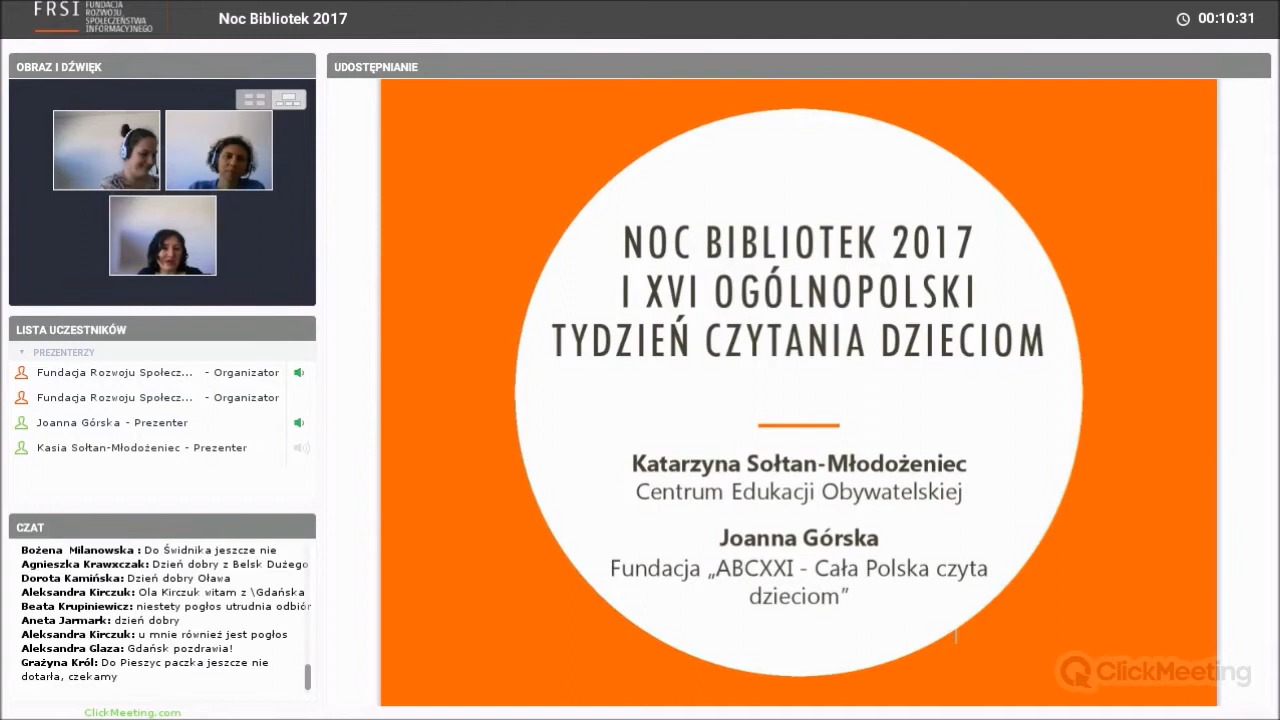 FRSI
FUNDACJA
ROZWOJU
SPOŁECZEŃSTWA
INFORMACYJNEGO
Noc Bibliotek 2017
00:10:31
OBRAZ I DŹWIĘK
LISTA UCZESTNIKÓW
PREZENTERZY
Fundacja Rozwoju Społecz... - Organizator
Fundacja Rozwoju Społecz... - Organizator
Joanna Górska - Prezenter
Kasia Sołtan-Młodożeniec - Prezenter
CZAT
Bożena Milanowska : Do Świdnika jeszcze nie
Agnieszka Krawxczak: Dzień dobry z Belsk Dużego
Dorota Kamińska: Dzień dobry Oława
Aleksandra Kirczuk: Ola Kirczuk witam z \Gdańska
Beata Krupiniewicz: niestety pogłos utrudnia odbiór
Aneta Jarmark: dzień dobry
Aleksandra Kirczuk: u mnie również jest pogłos
Aleksandra Glaza: Gdańsk pozdrawia!
Grażyna Król: Do Pieszyc paczka jeszcze nie
dotarła, czekamy
ClickMeeting.com
UDOSTĘPNIANIE
NOC BIBLIOTEK 2017
I XVI OGÓLNOPOLSKI
TYDZIEŃ CZYTANIA DZIECIOM
Katarzyna Sołtan-Młodożeniec
Centrum Edukacji Obywatelskiej
Joanna Górska
Fundacja „ABCXXI - Cała Polska czyta
dzieciom”
ClickMeeting